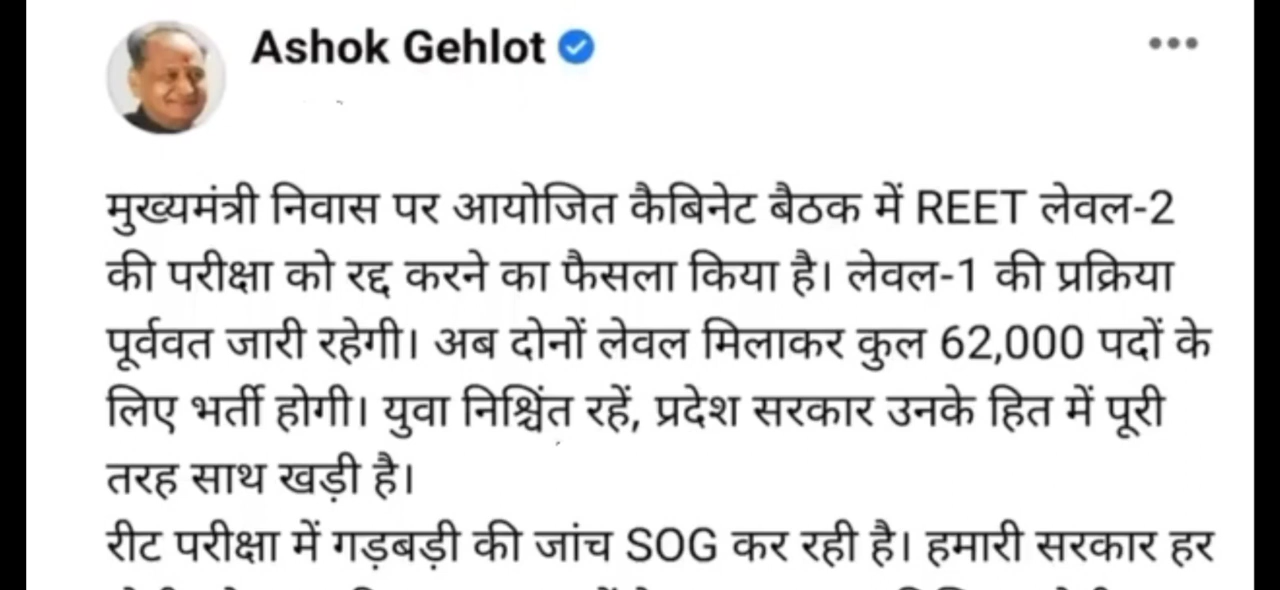 Ashok Gehlot
मुख्यमंत्री निवास पर आयोजित कैबिनेट बैठक में REET लेवल-2
की परीक्षा को रद्द करने का फैसला किया है। लेवल-1 की प्रक्रिया
पूर्ववत जारी रहेगी। अब दोनों लेवल मिलाकर कुल 62,000 पदों के
लिए भर्ती होगी। युवा निश्चिंत रहें, प्रदेश सरकार उनके हित में पूरी
तरह साथ खड़ी है।
रीट परीक्षा में गड़बड़ी की जांच SOG कर रही है। हमारी सरकार हर